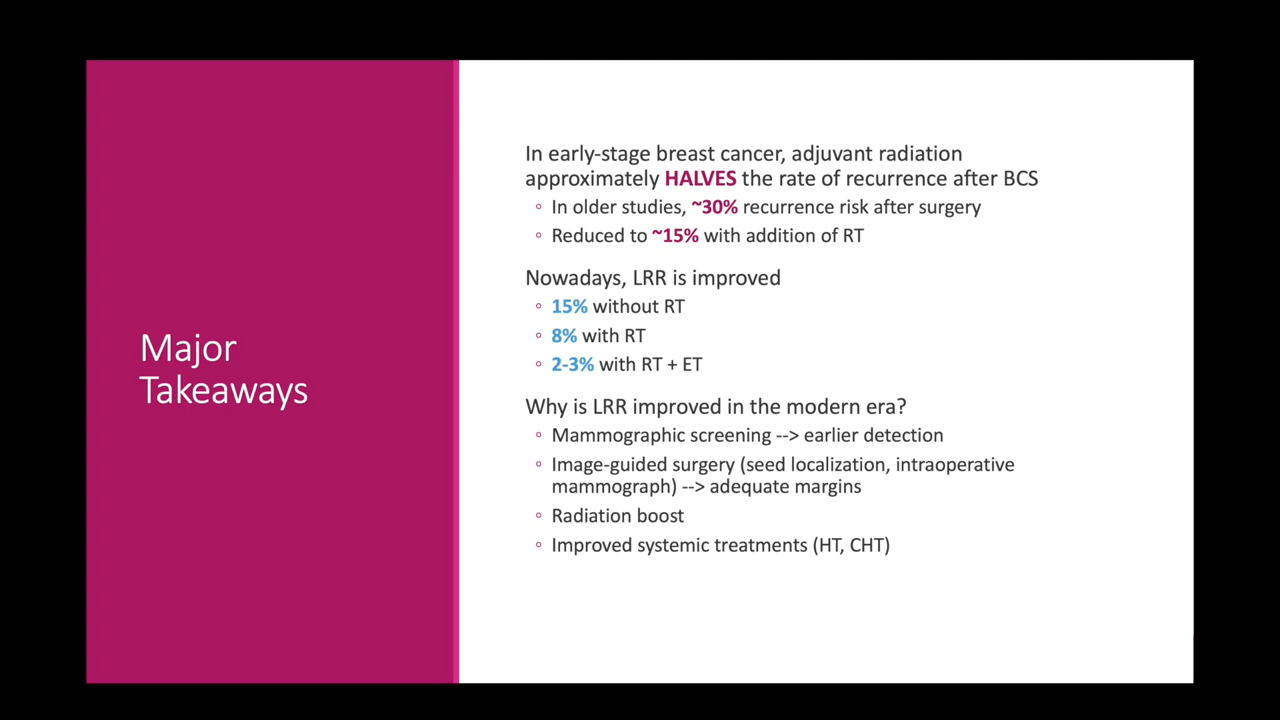 Major
Takeaways
In early-stage breast cancer, adjuvant radiation
approximately HALVES the rate of recurrence after BCS
◦ In older studies, ~30% recurrence risk after surgery
◦ Reduced to ~15% with addition of RT
Nowadays, LRR is improved
◦ 15% without RT
◦ 8% with RT
◦ 2-3% with RT + ET
Why is LRR improved in the modern era?
◦ Mammographic screening --> earlier detection
◦ Image-guided surgery (seed localization, intraoperative
mammograph) --> adequate margins
◦ Radiation boost
◦ Improved systemic treatments (HT, CHT)